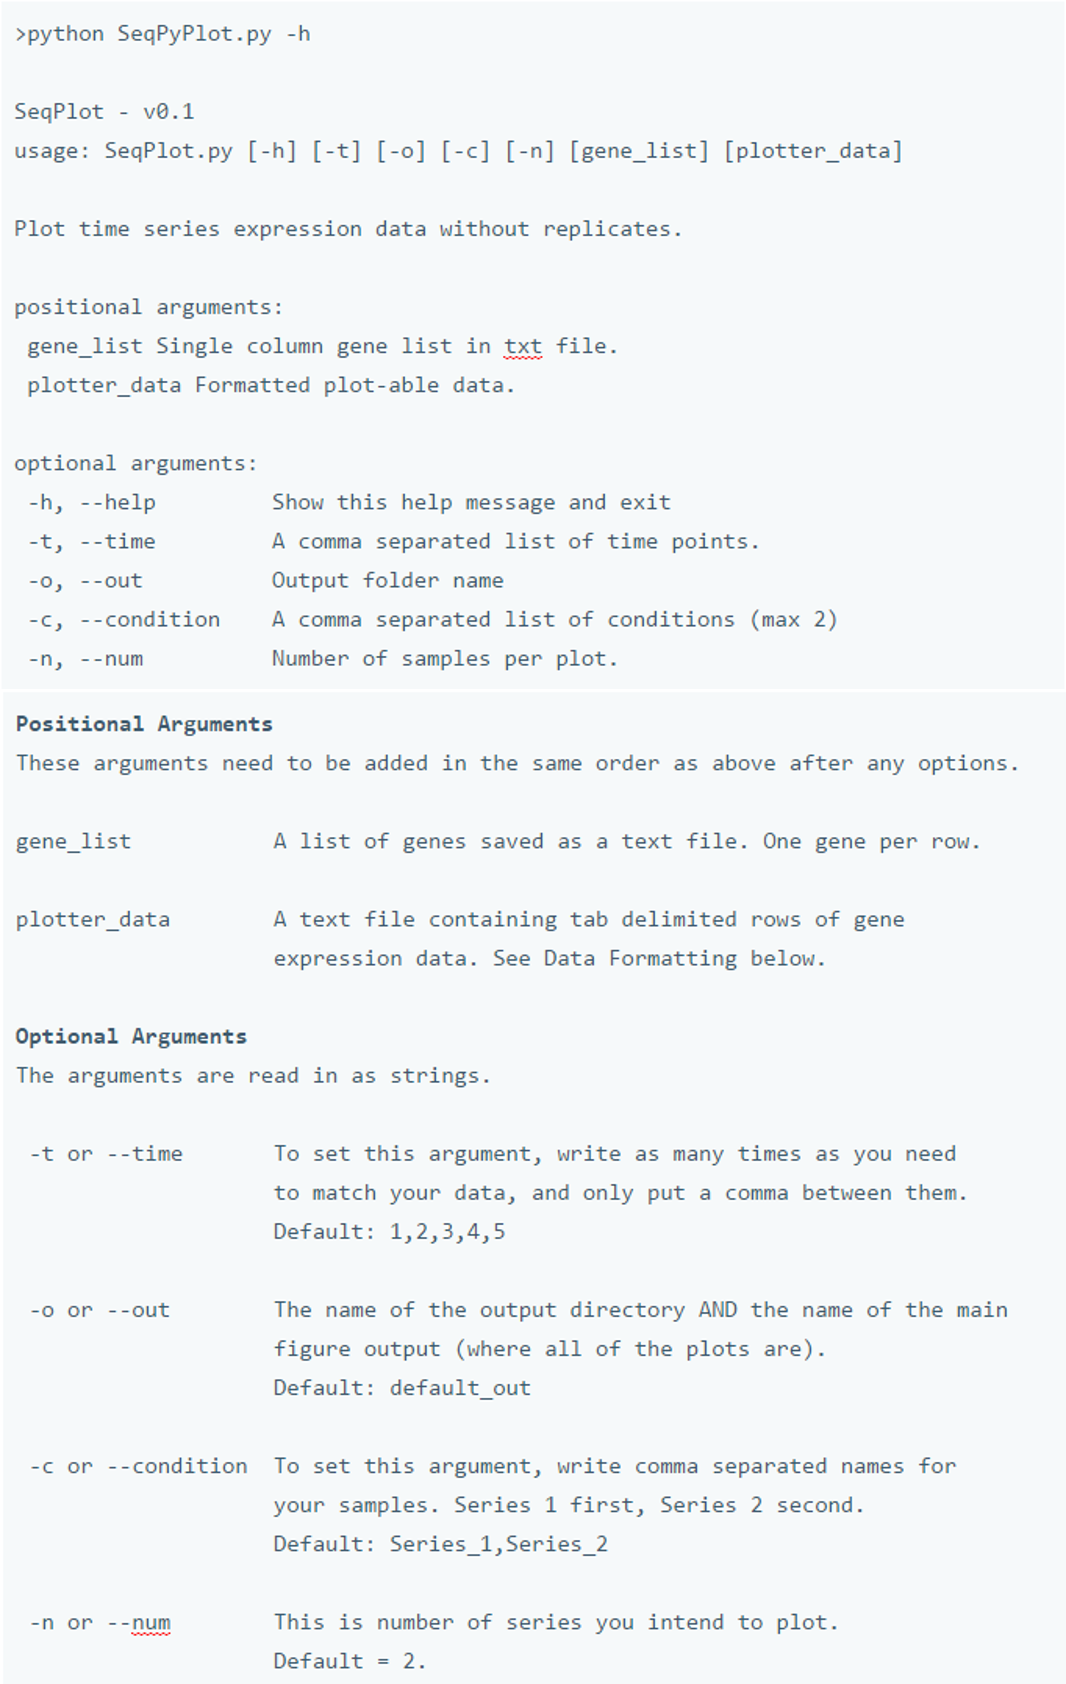 >python SeqPyPlot.py -h
SeqPlot - v0.1
usage: SeqPlot.py [-h] [-t] [-o] [-c] [-n] [gene_list] [plotter_data]
Plot time series expression data without replicates.
positional arguments:
gene_list Single column gene list in txt file.
plotter_data Formatted plot-able data.
optional arguments:
-h, --help Show this help message and exit
-t, --time A comma separated list of time points.
-o, --out Output folder name
-c, --condition A comma separated list of conditions (max 2)
-n, --num Number of samples per plot.
Positional Arguments
These arguments need to be added in the same order as above after any options.
gene_list A list of genes saved as a text file. One gene per row.
plotter_data A text file containing tab delimited rows of gene
expression data. See Data Formatting below.
Optional Arguments
The arguments are read in as strings.
-t or --time To set this argument, write as many times as you need
to match your data, and only put a comma between them.
Default: 1,2,3,4,5
-o or --out The name of the output directory AND the name of the main
figure output (where all of the plots are).
Default: default_out
-c or --condition To set this argument, write comma separated names for
your samples. Series 1 first, Series 2 second.
Default: Series_1,Series_2
-n or --num This is number of series you intend to plot.
Default = 2.